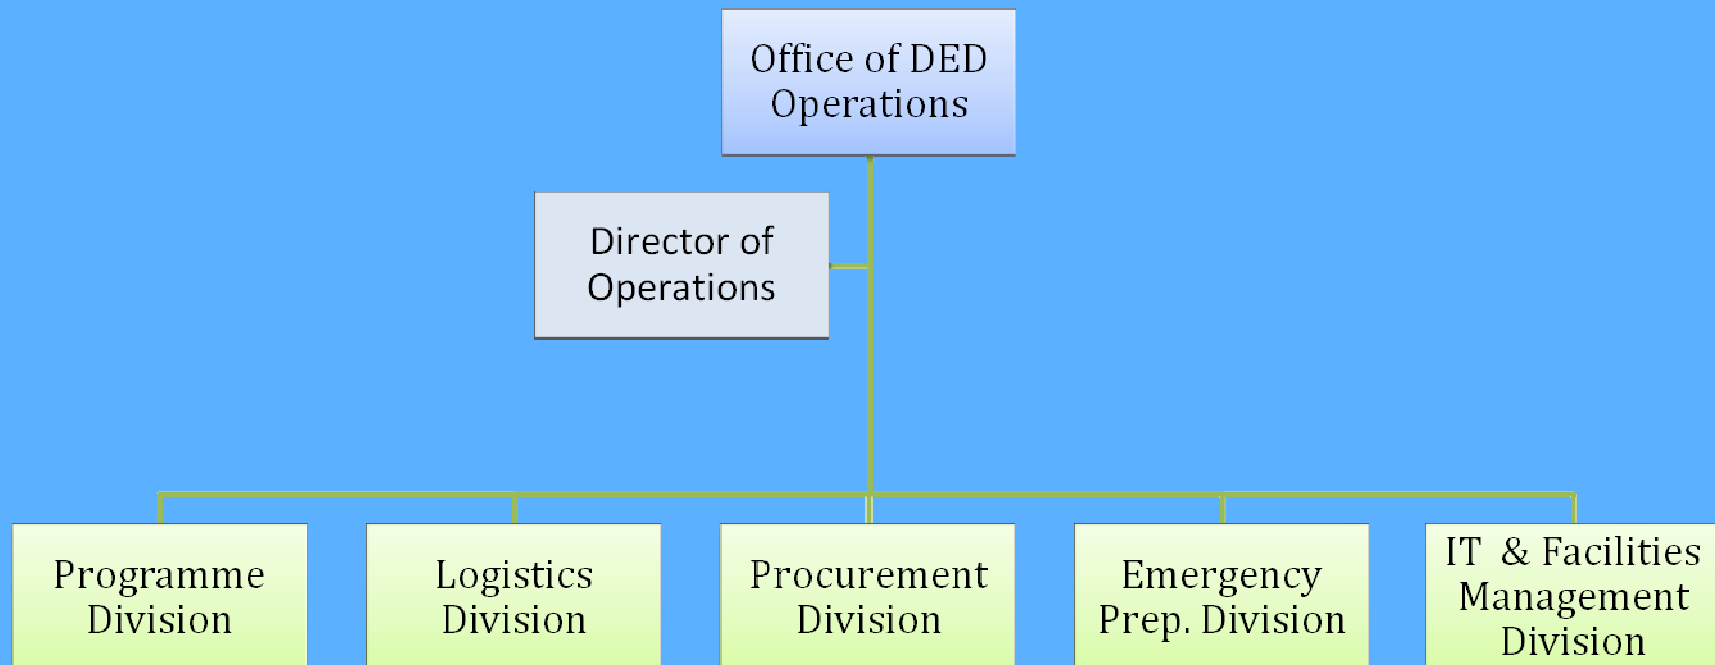 Office of DED
Operations
Director of
Operations
Programme
Division
Logistics
Division
Procurement
Division
Emergency
Prep. Division
IT & Facilities
Management
Division